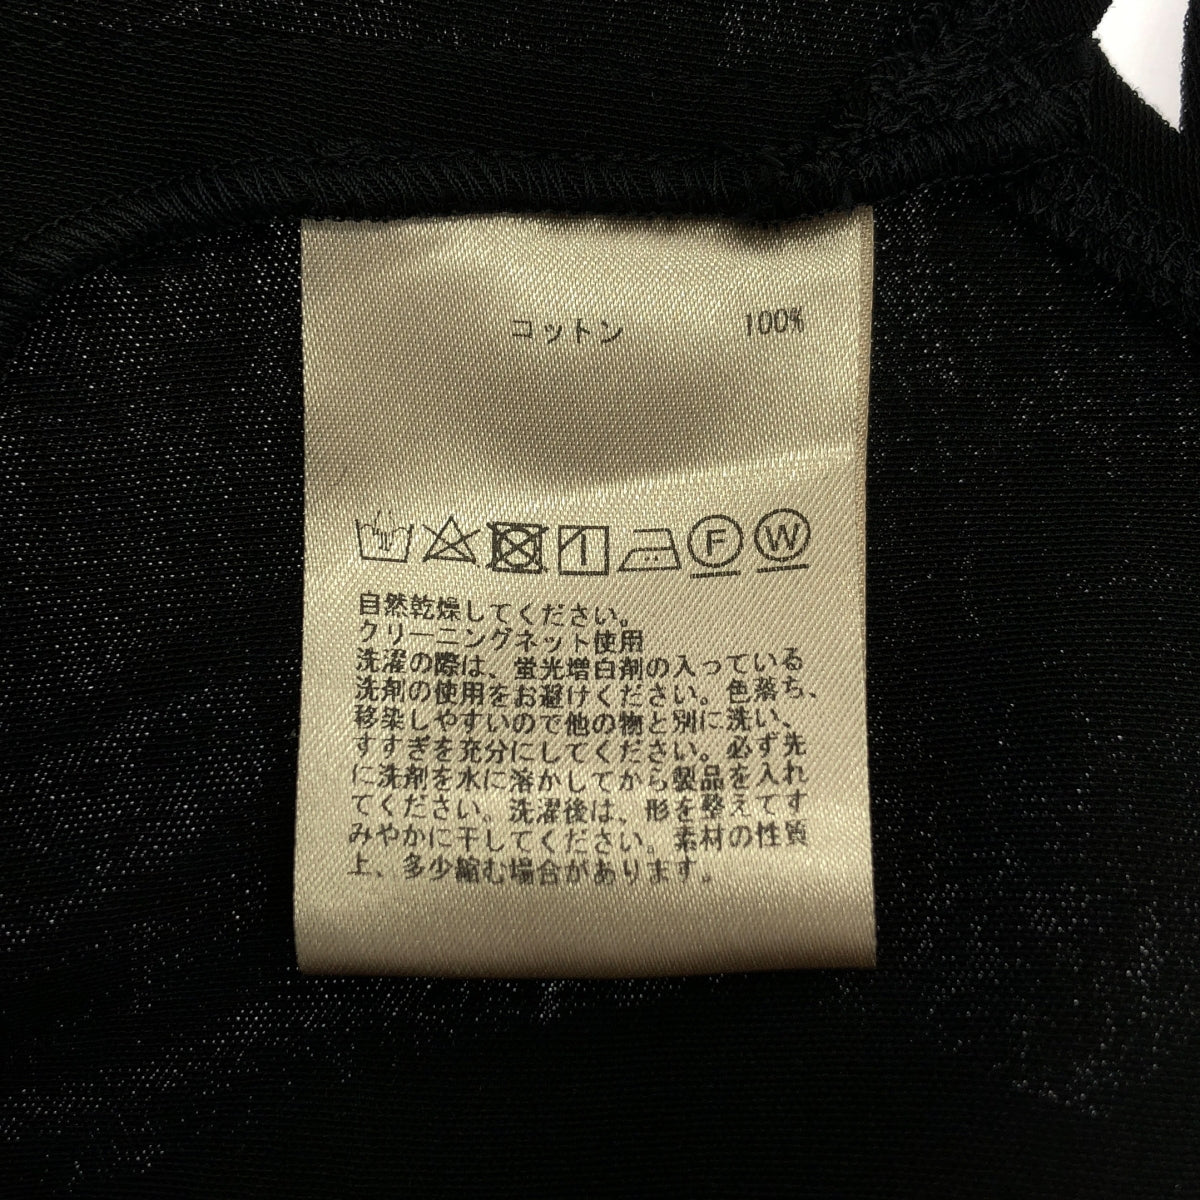 コットン 100%
F W
自然乾燥してください。
クリーニングネット使用
洗濯の際は、蛍光増白剤の入っている
洗剤の使用をお避けください。色落ち、
移染しやすいので他の物と別に洗い、
すすぎを充分にしてください。必ず先
に洗剤を水に溶かしてから製品を入れ
てください。洗濯後は、形を整えてす
みやかに干してください。素材の性質
上、多少縮む場合があります。